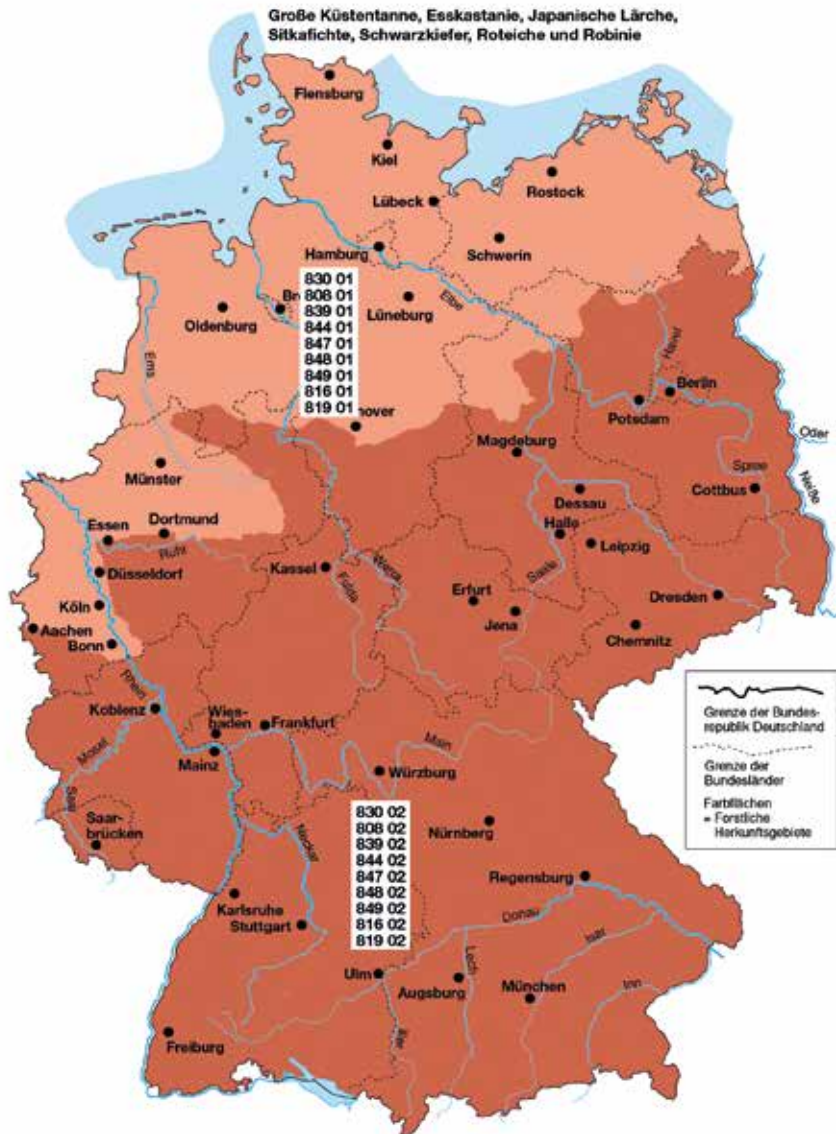 Große Küstentanne, Esskastanie, Japanische Lärche,
Sitkafichte, Schwarzkiefer, Roteiche und Robinie
Flensburg
Kiel
Rostock
Lübeck
Schwerin
Hamburg
830 01
808 01
839 01
844 01
847 01
848 01
849 01
816 01
819 01
Elbe
Lüneburg
Oldenburg
Ems
Havel
Berlin
Potsdam
Oder
Magdeburg
Münster
Spree
Neiße
Dessau
Cottbus
Essen
Dortmund
Halle
Ruhr
Leipzig
Düsseldorf
Kassel
Fulda
Werra
Saale
Erfurt
Dresden
Köln
Jena
Aachen
Chemnitz
Bonn
Rhein
Koblenz
Wies-
baden
Frankfurt
Mosel
Main
Mainz
Würzburg
Saar
Saar-
brücken
Neckar
830 02
808 02
839 02
844 02
847 02
848 02
849 02
816 02
819 02
Nürnberg
Regensburg
Karlsruhe
Stuttgart
Donau
Isar
Lech
Ulm
Augsburg
München
Inn
Iller
Freiburg
Grenze der Bundes-
republik Deutschland
Grenze der
Bundesländer
Farbflächen
= Forstliche
Herkunftsgebiete